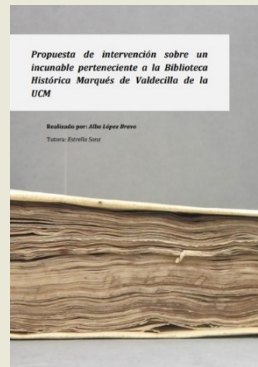 Propuesta de intervención sobre un
incunable perteneciente a la Biblioteca
Histórica Marqués de Valdecilla de la
UCM
Realizado por: Alba López Bravo
Tutora: Estrella Sanz